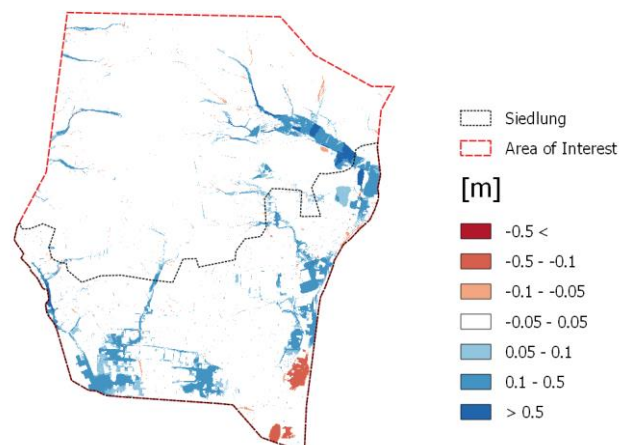 Siedlung
Area of Interest
[m]
-0.5 <
-0.5 - -0.1
-0.1 - -0.05
-0.05 - 0.05
0.05 - 0.1
0.1 - 0.5
> 0.5